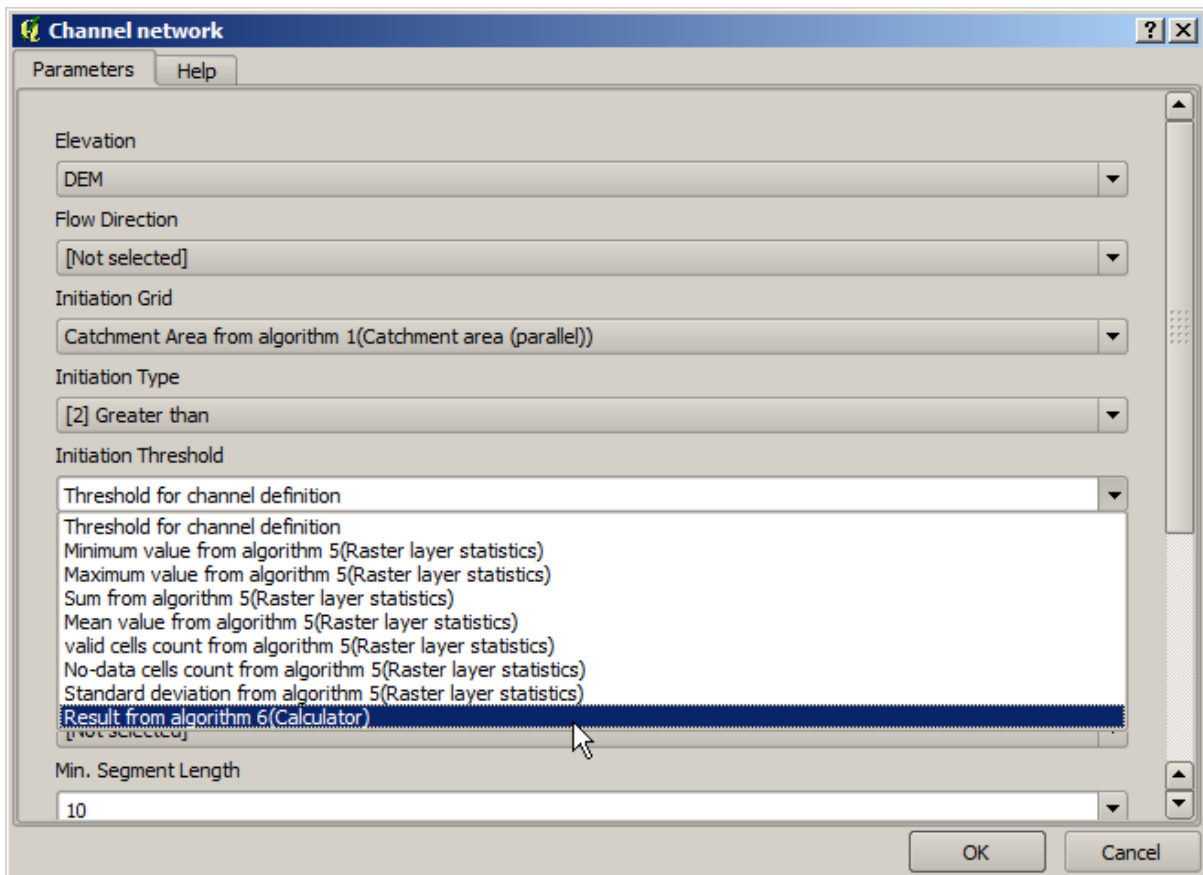 Channel network
Parameters
Help
Elevation
DEM
Flow Direction
[Not selected]
Initiation Grid
Catchment Area from algorithm 1(Catchment area (parallel))
Initiation Type
[2] Greater than
Initiation Threshold
Threshold for channel definition
Threshold for channel definition
Minimum value from algorithm 5(Raster layer statistics)
Maximum value from algorithm 5(Raster layer statistics)
Sum from algorithm 5(Raster layer statistics)
Mean value from algorithm 5(Raster layer statistics)
valid cells count from algorithm 5(Raster layer statistics)
No-data cells count from algorithm 5(Raster layer statistics)
Standard deviation from algorithm 5(Raster layer statistics)
Result from algorithm 6(Calculator)
[Not selected]
Min. Segment Length
10
OK
Cancel